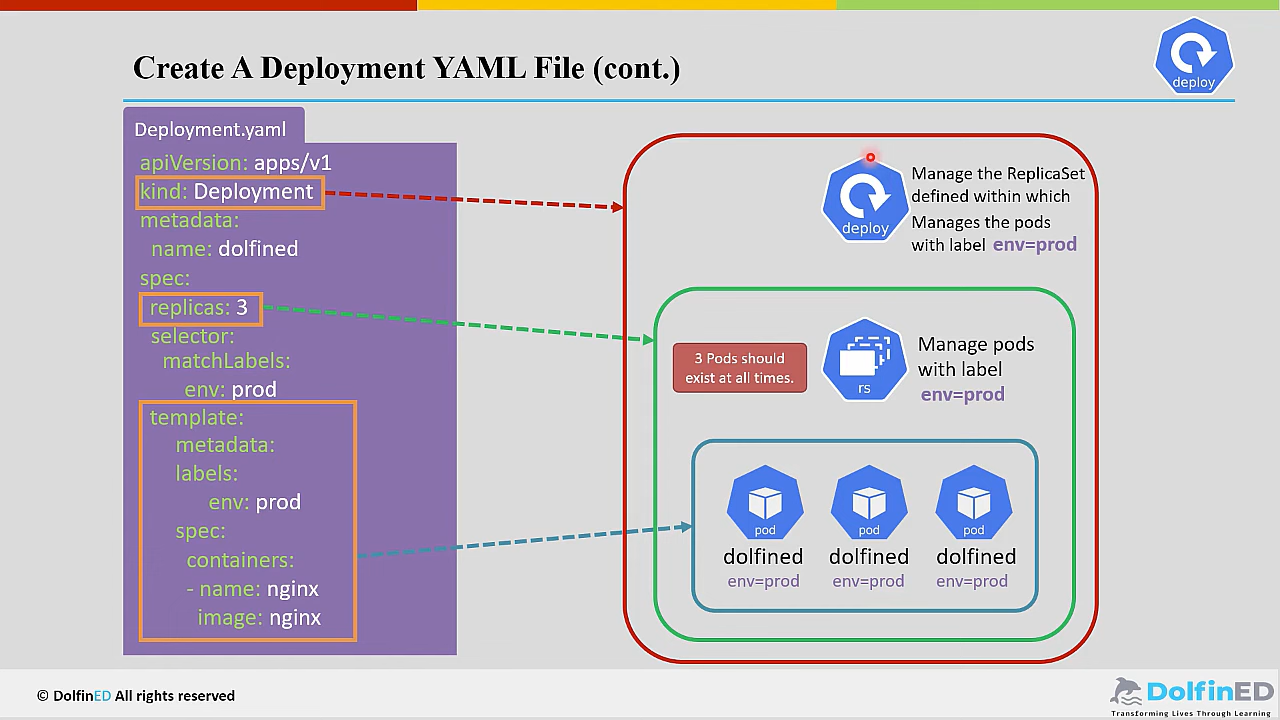 Create A Deployment YAML File (cont.)
deploy
Deployment.yaml
apiVersion: apps/v1
kind: Deployment
metadata:
name: dolfined
spec:
replicas: 3
selector:
matchLabels:
env: prod
template:
metadata:
labels:
env: prod
spec:
containers:
- name: nginx
image: nginx
deploy
Manage the ReplicaSet
defined within which
Manages the pods
with label env=prod
3 Pods should
exist at all times.
rs
Manage pods
with label
env=prod
pod pod pod
dolfined dolfined dolfined
env=prod env=prod env=prod
© DolfinED All rights reserved
DolfinED
Transforming Lives Through Learning